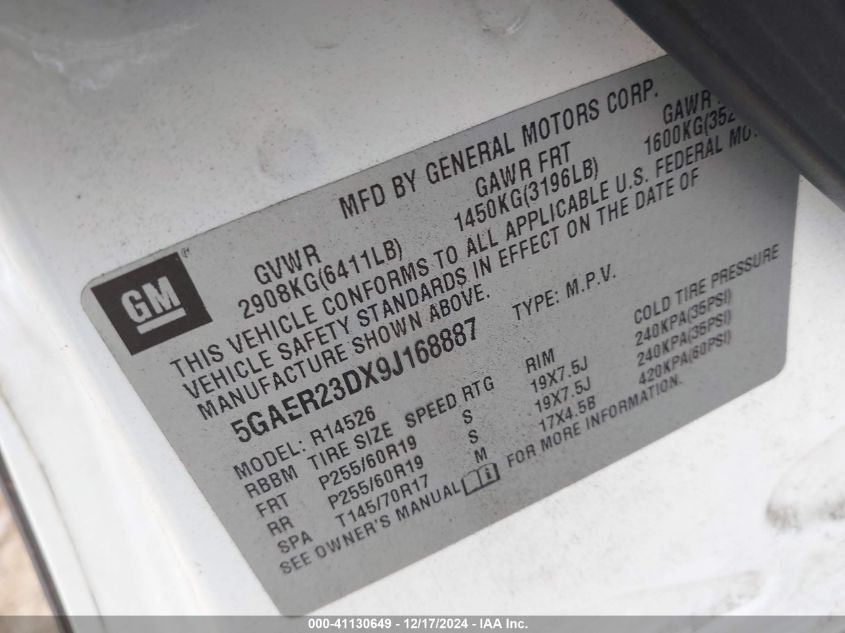 GM ®
MFD BY GENERAL MOTORS CORP.
GVWR GAWR FRT GAWR
2908KG(6411LB) 1450KG(3196LB) 1600KG(352
THIS VEHICLE CONFORMS TO ALL APPLICABLE U.S. FEDERAL MO
VEHICLE SAFETY STANDARDS IN EFFECT ON THE DATE OF
MANUFACTURE SHOWN ABOVE.
5GAER23DX9J168887 TYPE: M.P.V.
MODEL: R14526
RBBM TIRE SIZE SPEED RTG RIM COLD TIRE PRESSURE
FRT P255/60R19 S 19X7.5J 240KPA(35PSI)
RR P255/60R19 S 19X7.5J 240KPA(35PSI)
SPA T145/70R17 M 17X4.5B 420KPA(60PSI)
SEE OWNER'S MANUAL i FOR MORE INFORMATION.
000-41130649 - 12/17/2024 - IAA Inc.